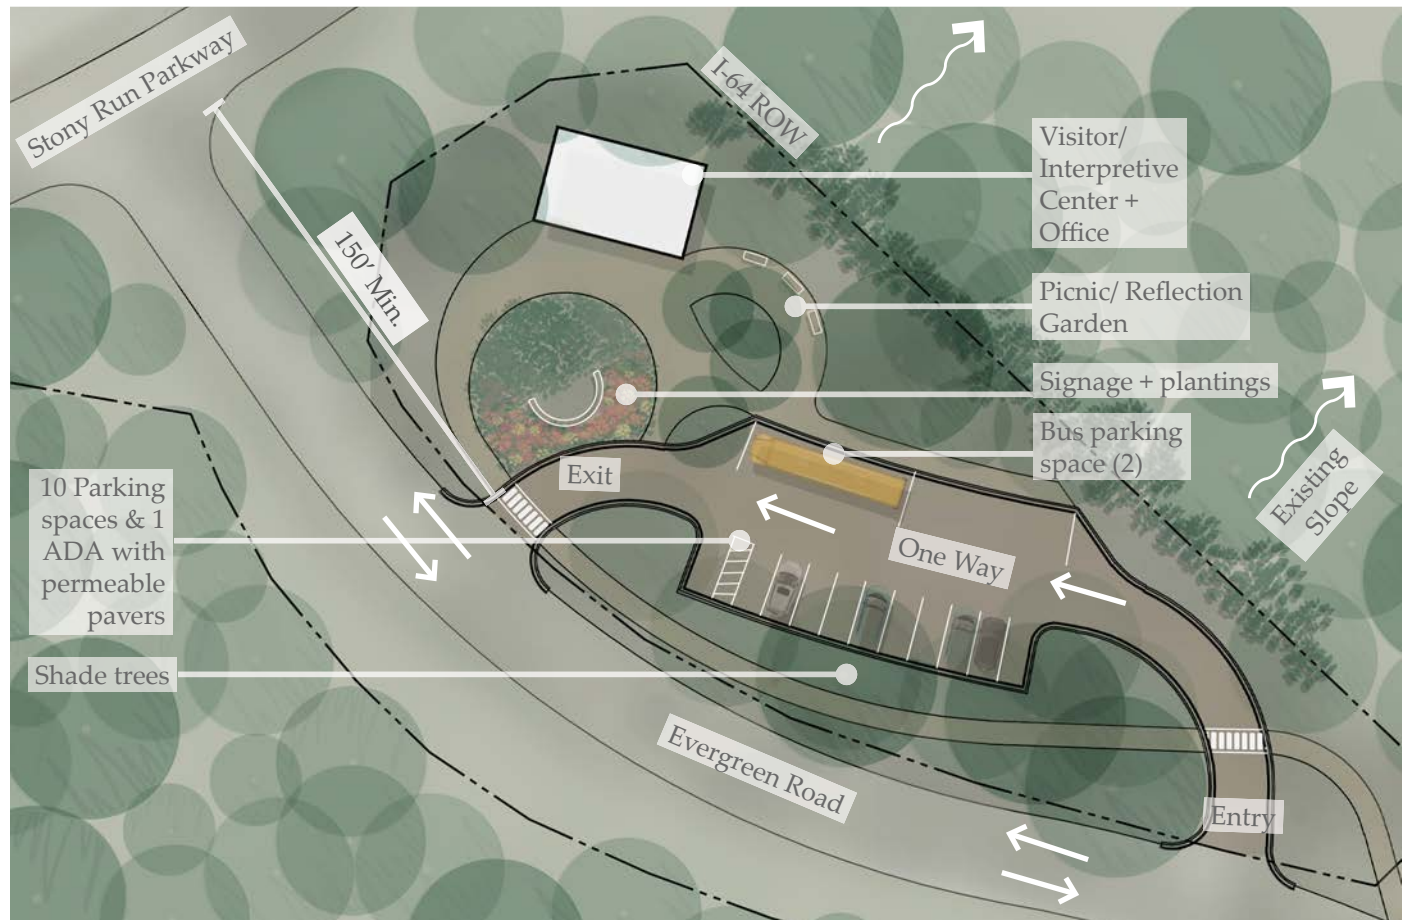 Stony Run Parkway
I-64 ROW
150' Min.
Visitor/
Interpretive
Center +
Office
Picnic/ Reflection
Garden
Signage + plantings
Bus parking
space (2)
Existing
Slope
Exit
One Way
10 Parking
spaces & 1
ADA with
permeable
pavers
Shade trees
Evergreen Road
Entry